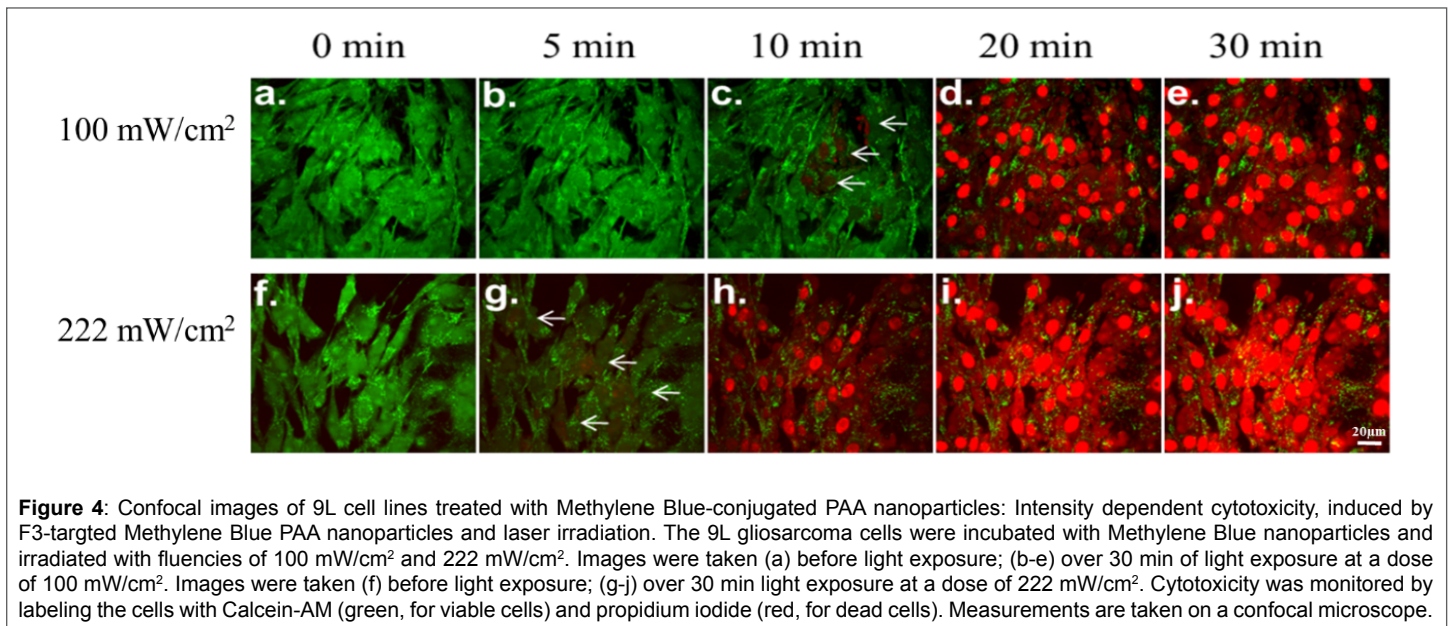 0 min 5 min 10 min 20 min 30 min
100 mW/cm²
a. b. c. d. e.
222 mW/cm²
f. g. h. i. j.
20µm
Figure 4: Confocal images of 9L cell lines treated with Methylene Blue-conjugated PAA nanoparticles: Intensity dependent cytotoxicity, induced by
F3-targted Methylene Blue PAA nanoparticles and laser irradiation. The 9L gliosarcoma cells were incubated with Methylene Blue nanoparticles and
irradiated with fluencies of 100 mW/cm² and 222 mW/cm². Images were taken (a) before light exposure; (b-e) over 30 min of light exposure at a dose
of 100 mW/cm². Images were taken (f) before light exposure; (g-j) over 30 min light exposure at a dose of 222 mW/cm². Cytotoxicity was monitored by
labeling the cells with Calcein-AM (green, for viable cells) and propidium iodide (red, for dead cells). Measurements are taken on a confocal microscope.